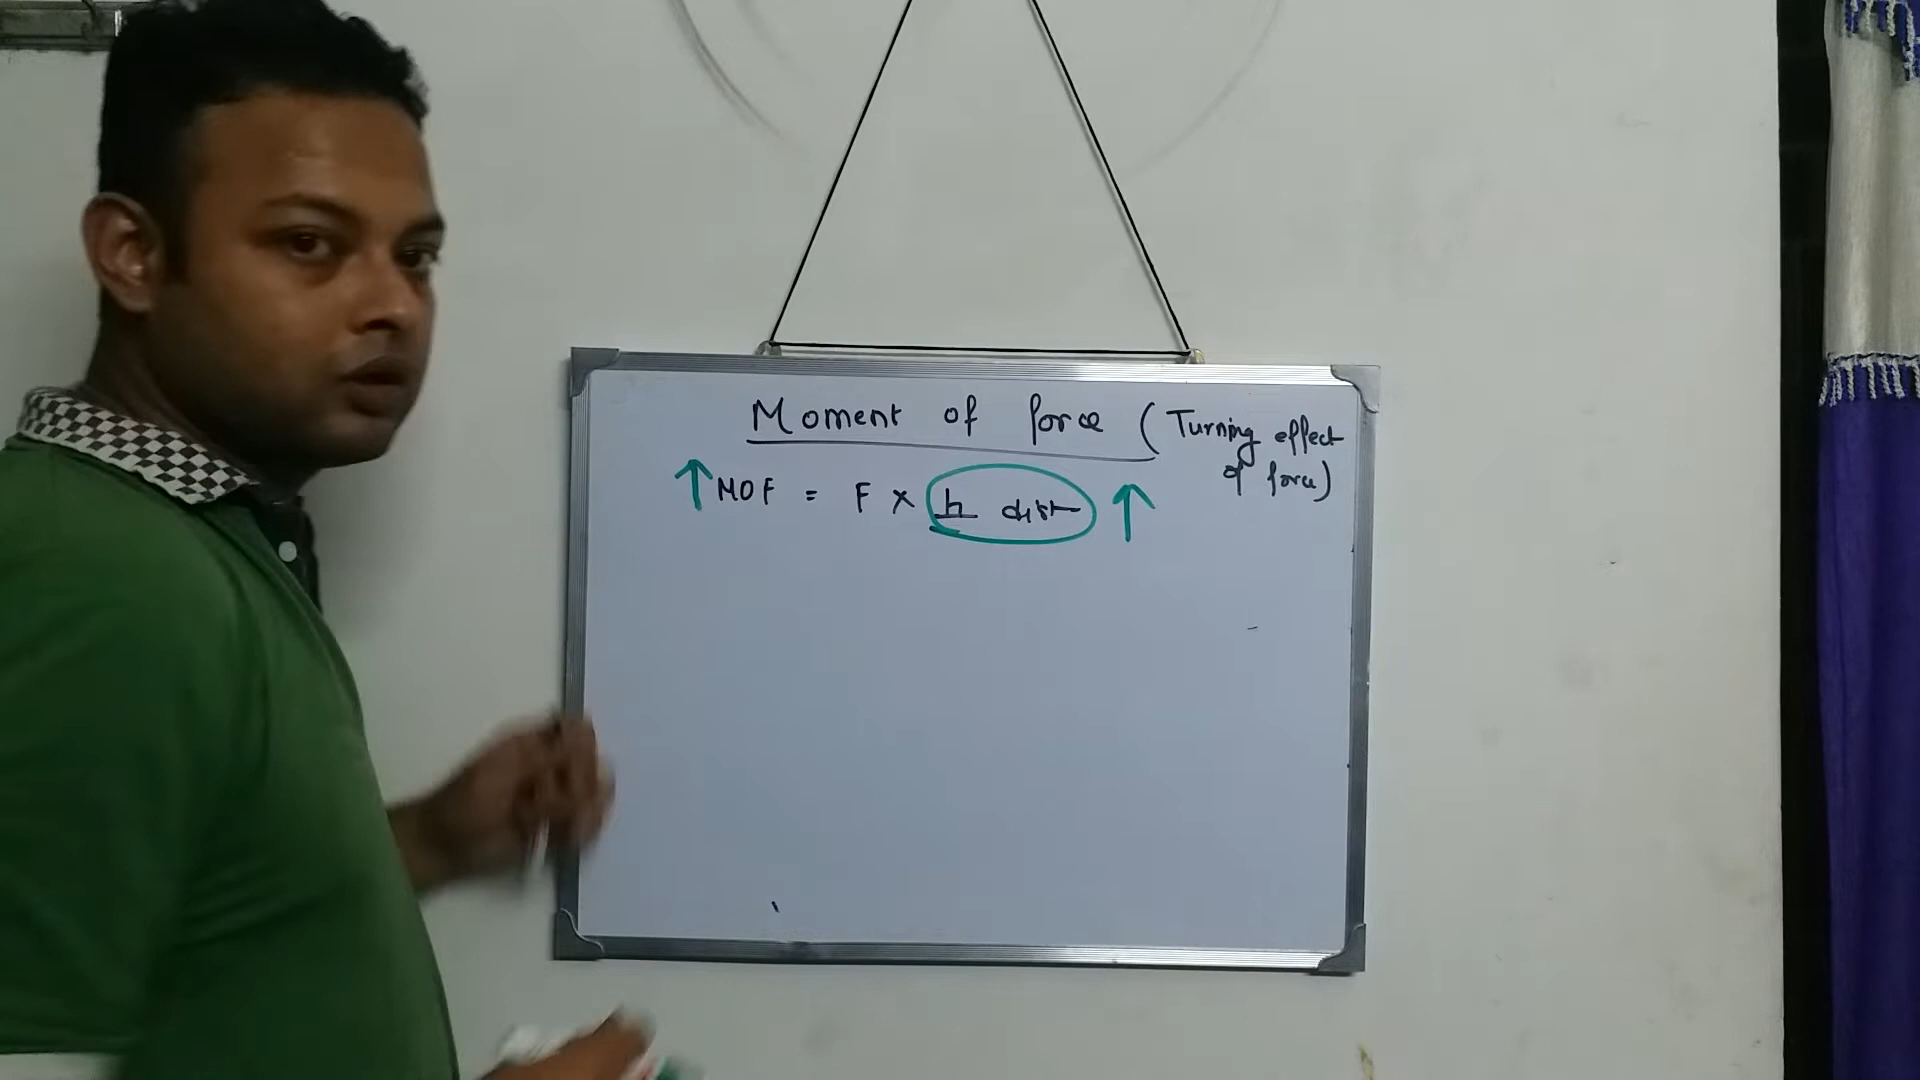 Moment of force (Turning effect
of force)
↑ MOF = F × h dist ↑